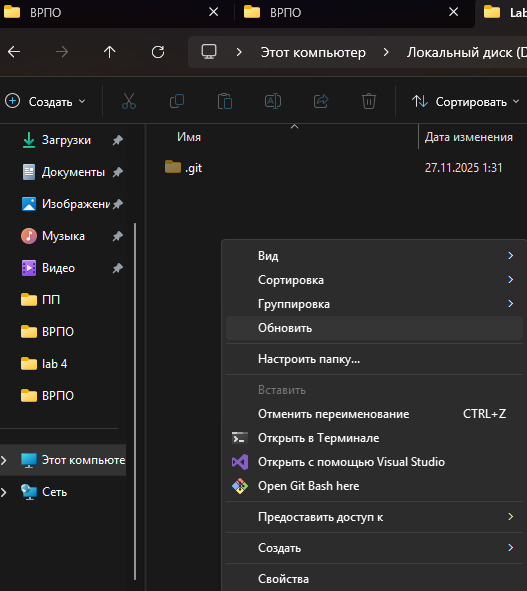 ВРПО
ВРПО
Lab
Этот компьютер
Локальный диск (D
Создать
Сортировать
Загрузки
Документы
Изображени
Музыка
Видео
ПП
ВРПО
lab 4
ВРПО
Этот компьюте
Сеть
Имя
Дата изменения
.git
27.11.2025 1:31
Вид
Сортировка
Группировка
Обновить
Настроить папку...
Вставить
Отменить переименование CTRL+Z
Открыть в Терминале
Открыть с помощью Visual Studio
Open Git Bash here
Предоставить доступ к
Создать
Свойства